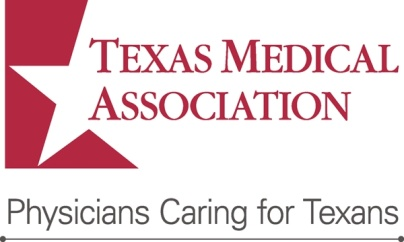 TEXAS MEDICAL
ASSOCIATION
Physicians Caring for Texans